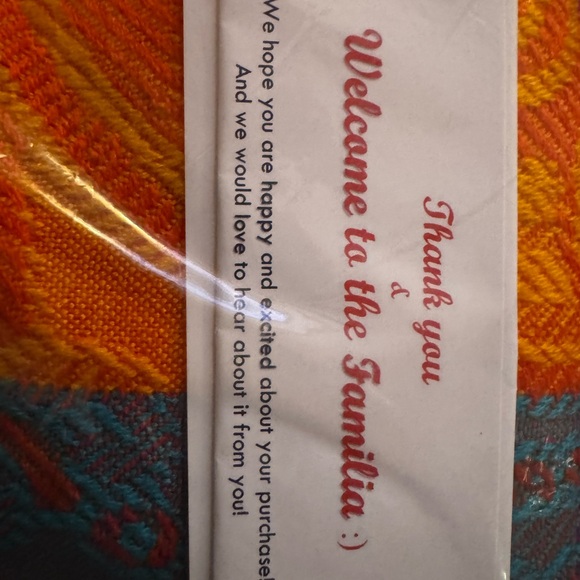 Thank you
&
Welcome to the Familia :)
We hope you are happy and excited about your purchase!
And we would love to hear about it from you!